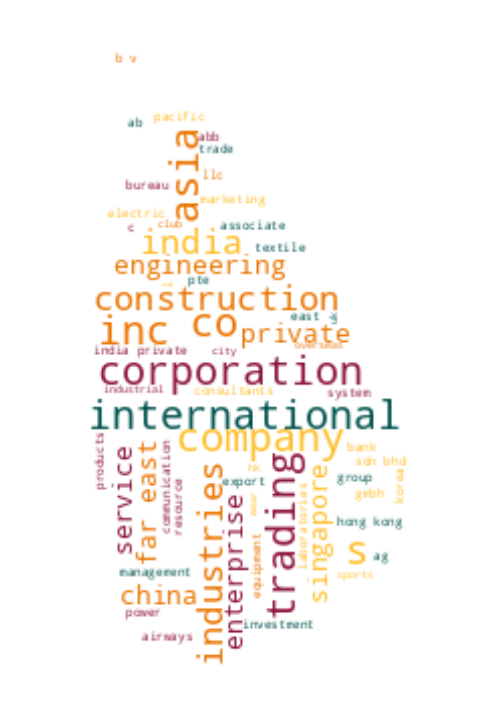 b v
pacific
ab
asia
abb
trade
llc
bureau
marketing
electric
club
c
associate
india
textile
engineering
pte
construction
east
inc
co
private
overseas
india private
city
corporation
industrial
consultants
system
international
company
products
service
far east
communication
resource
industries
enterprise
hk
export
equipment
trading
laboratories
singapore
bank
sdn bhd
group
gmbh
korea
hong kong
s
ag
sports
management
china
power
airways
investment